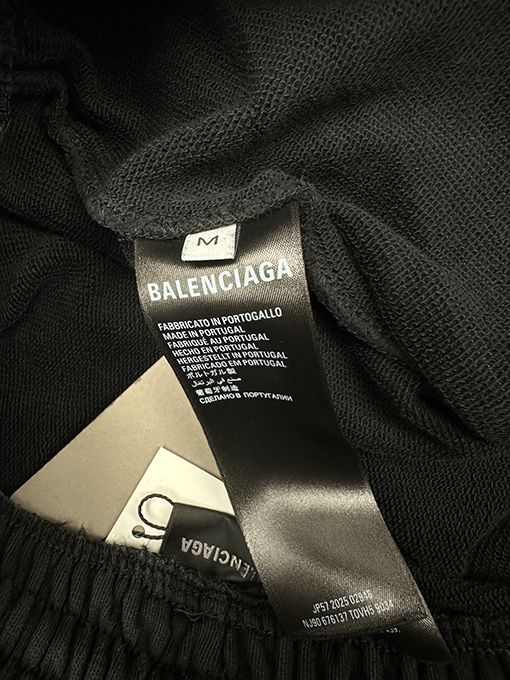 M
BALENCIAGA
FABBRICATO IN PORTOGALLO
MADE IN PORTUGAL
FABRIQUÉ AU PORTUGAL
HECHO EN PORTUGAL
HERGESTELLT IN PORTUGAL
FABRICADO EM PORTUGAL
ポルトガル製
صنع في البرتغال
葡萄牙制造
СДЕЛАНО В ПОРТУГАЛИИ
BALENCIAGA
JP57 2025 02946
NJ90 676137 TOVH5 9034